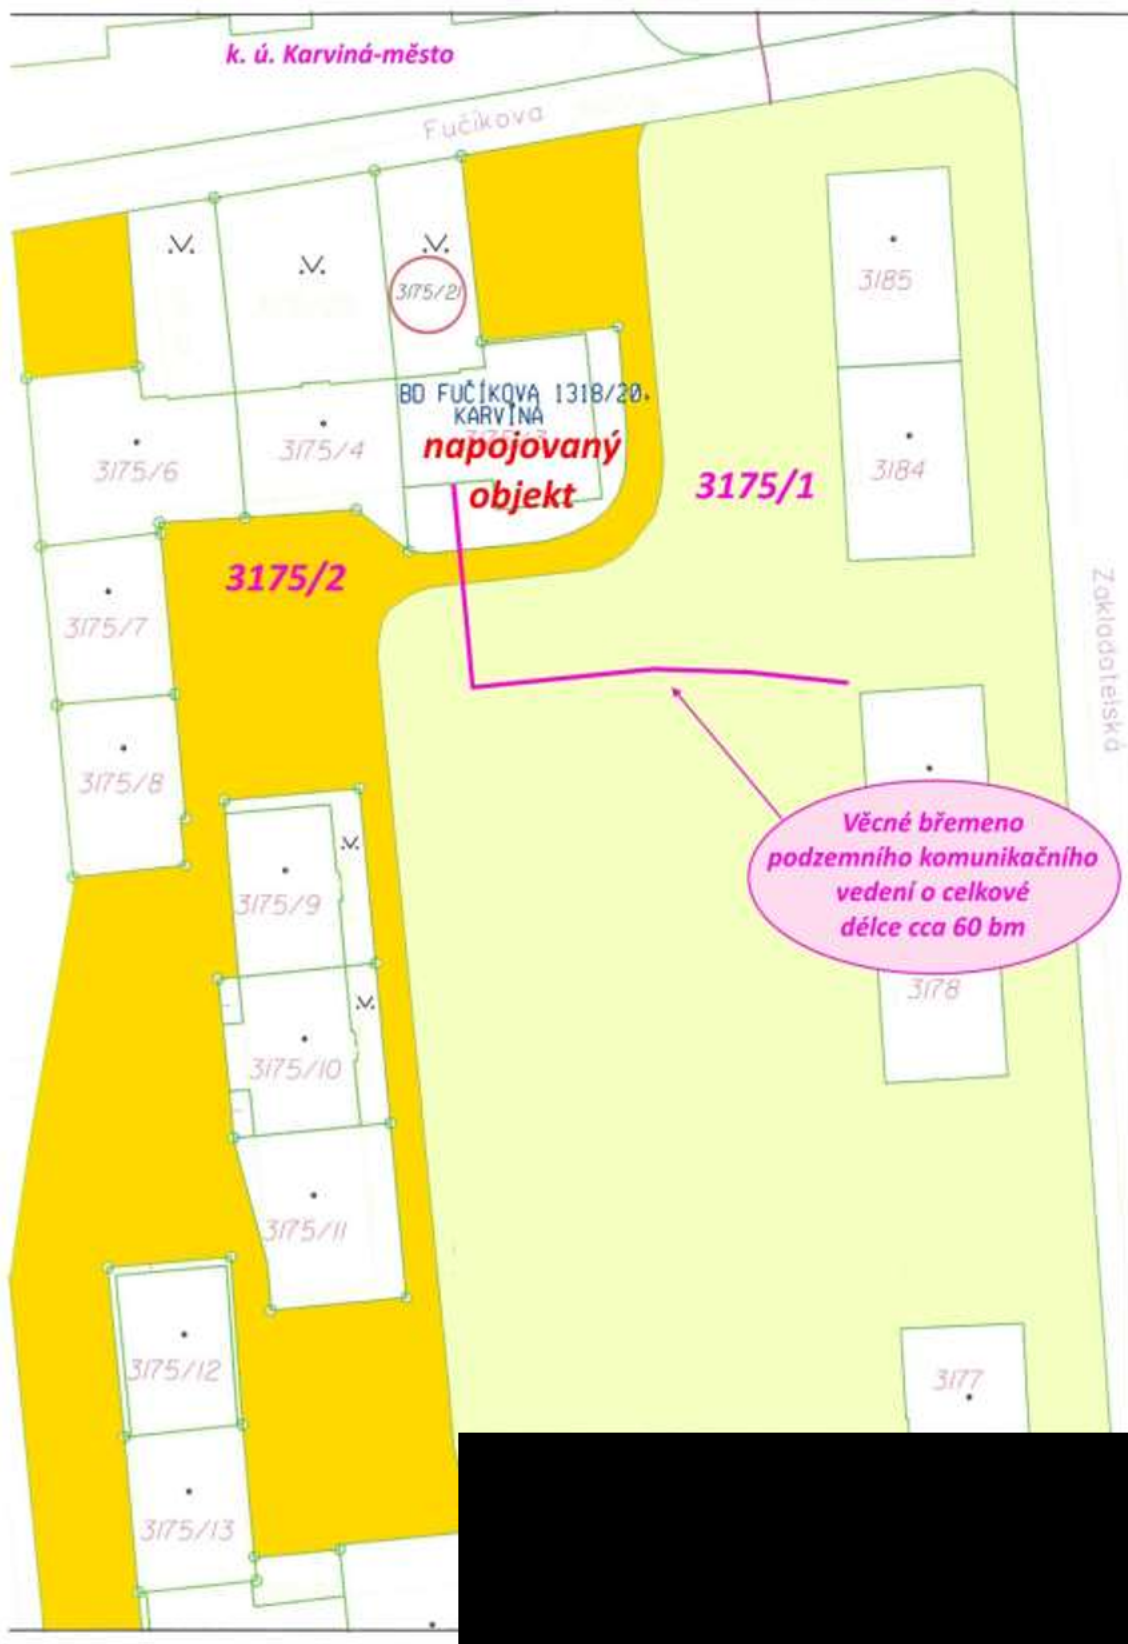 k. ú. Karviná-město
Fučíkova
3185
3175/21
BD FUČÍKOVA 1318/20,
KARVINÁ
napojovaný
objekt
3175/4
3175/6
3184
3175/1
3175/2
3175/7
Zakladatelská
3175/8
Věcné břemeno
podzemního komunikačního
vedení o celkové
délce cca 60 bm
3175/9
3178
3175/10
3175/11
3175/12
3177
3175/13